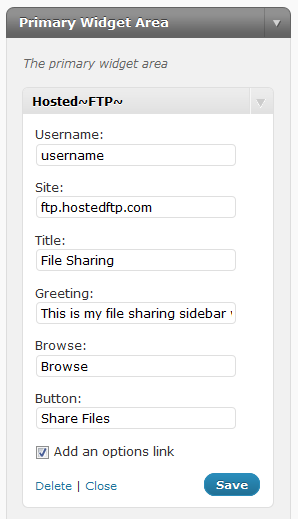 Primary Widget Area
The primary widget area
Hosted~FTP~
Username:
username
Site:
ftp.hostedftp.com
Title:
File Sharing
Greeting:
This is my file sharing sidebar
Browse:
Browse
Button:
Share Files
Add an options link
Delete | Close
Save